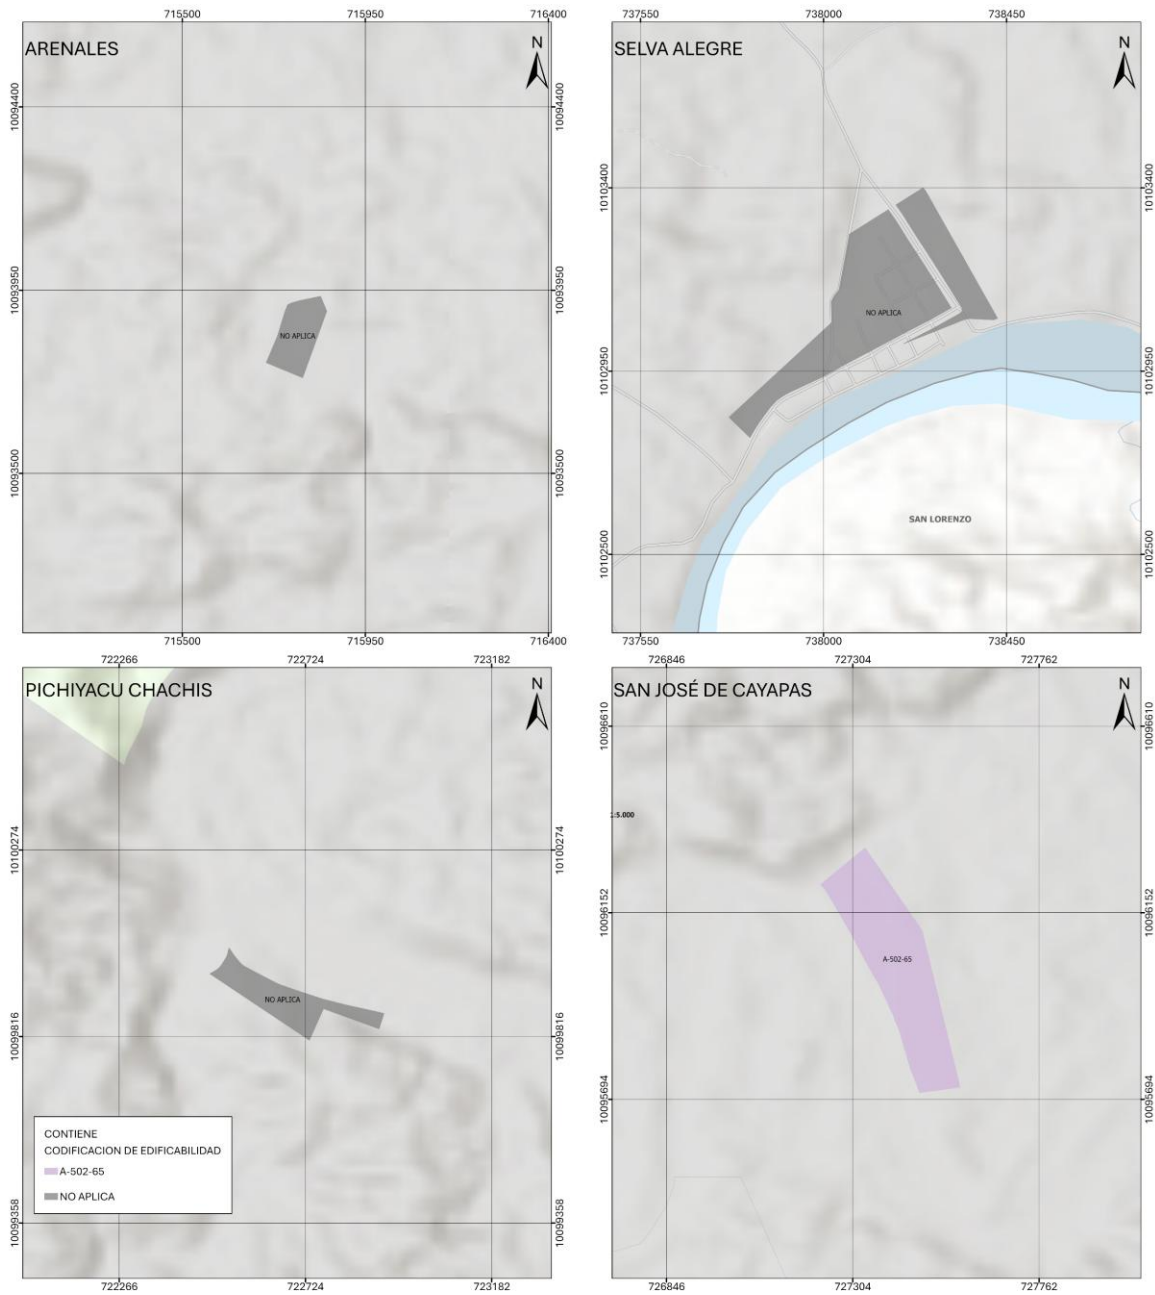 715500 715950 716400
ARENALES
N
10094400 10094400
10093950 10093950
NO APLICA
10093500 10093500
715500 715950 716400
737550 738000 738450
SELVA ALEGRE
N
10103400 10103400
NO APLICA
10102950 10102950
SAN LORENZO
10102500 10102500
737550 738000 738450
722266 722724 723182
PICHIYACU CHACHIS
N
10100274 10100274
NO APLICA
10099816 10099816
CONTIENE
CODIFICACION DE EDIFICABILIDAD
A-502-65
NO APLICA
10099358 10099358
722266 722724 723182
726846 727304 727762
SAN JOSÉ DE CAYAPAS
N
10096610 10096610
1:5.000
10096152 10096152
A-502-65
10095694 10095694
726846 727304 727762